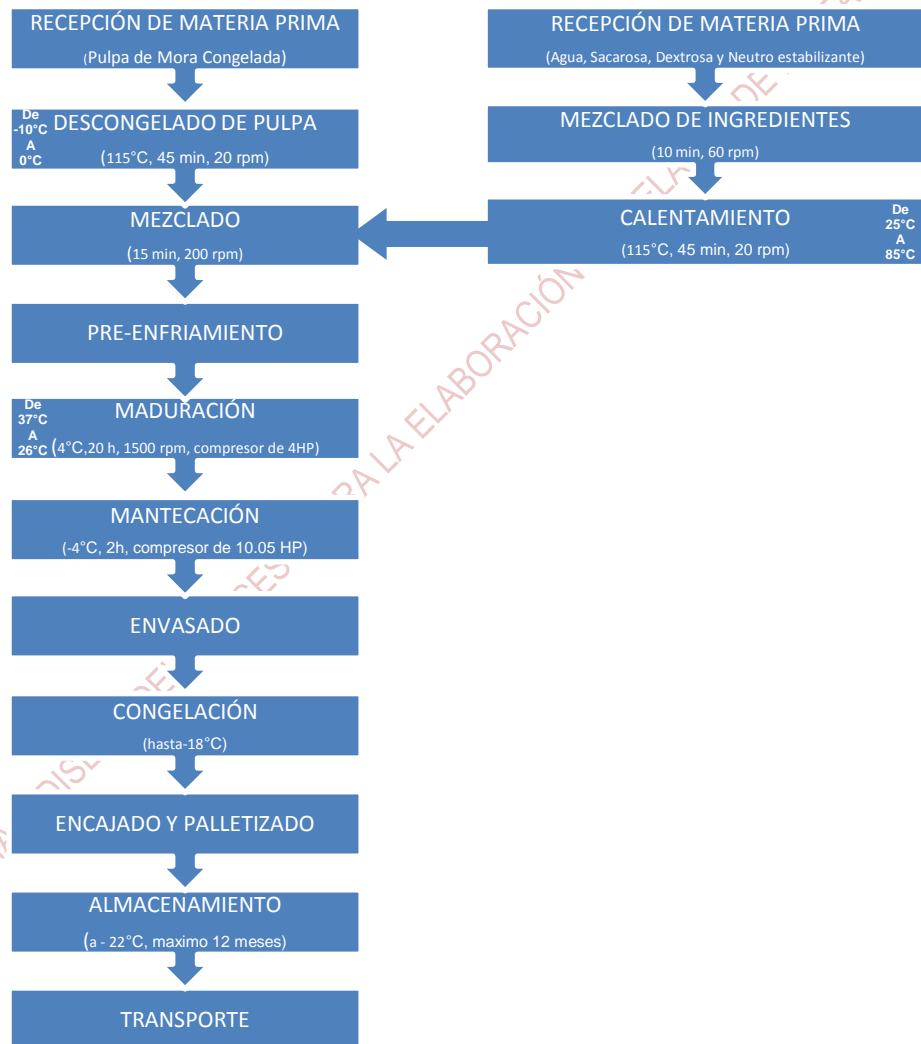 RECEPCIÓN DE MATERIA PRIMA
(Pulpa de Mora Congelada)
De
-10°C
A
0°C
DESCONGELADO DE PULPA
(115°C, 45 min, 20 rpm)
MEZCLADO
(15 min, 200 rpm)
PRE-ENFRIAMIENTO
De
37°C
A
26°C
MADURACIÓN
(4°C,20 h, 1500 rpm, compresor de 4HP)
MANTECACIÓN
(-4°C, 2h, compresor de 10.05 HP)
ENVASADO
CONGELACIÓN
(hasta-18°C)
ENCAJADO Y PALLETIZADO
ALMACENAMIENTO
(a - 22°C, maximo 12 meses)
TRANSPORTE
RECEPCIÓN DE MATERIA PRIMA
(Agua, Sacarosa, Dextrosa y Neutro estabilizante)
MEZCLADO DE INGREDIENTES
(10 min, 60 rpm)
CALENTAMIENTO
(115°C, 45 min, 20 rpm)
De
25°C
A
85°C
LA ELABORACIÓN